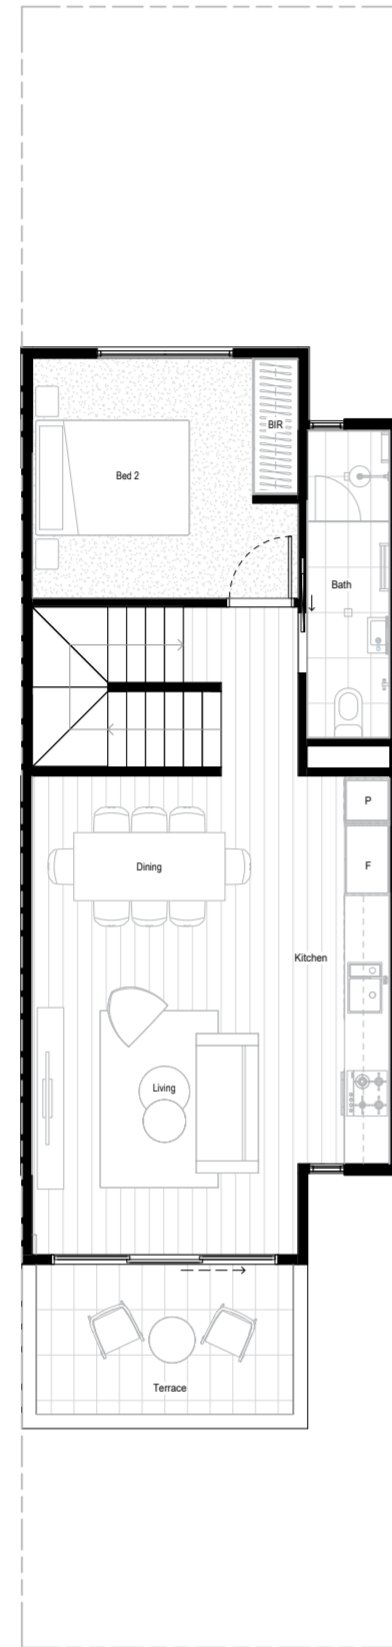 BIR
Bed 2
Bath
P
Dining
F
Kitchen
Living
Terrace